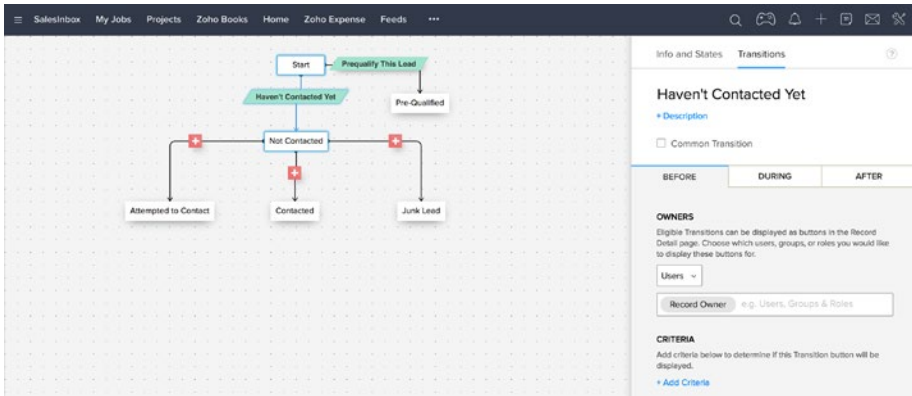 SalesInbox My Jobs Projects Zoho Books Home Zoho Expense Feeds •••
Start
Prequalify This Lead
Haven't Contacted Yet
Pre-Qualified
Not Contacted
Attempted to Contact
Contacted
Junk Lead
Info and States Transitions
?
Haven't Contacted Yet
+ Description
Common Transition
BEFORE DURING AFTER
OWNERS
Eligible Transitions can be displayed as buttons in the Record
Detail page. Choose which users, groups, or roles you would like
to display these buttons for.
Users
Record Owner e.g. Users, Groups & Roles
CRITERIA
Add criteria below to determine if this Transition button will be
displayed.
+ Add Criteria